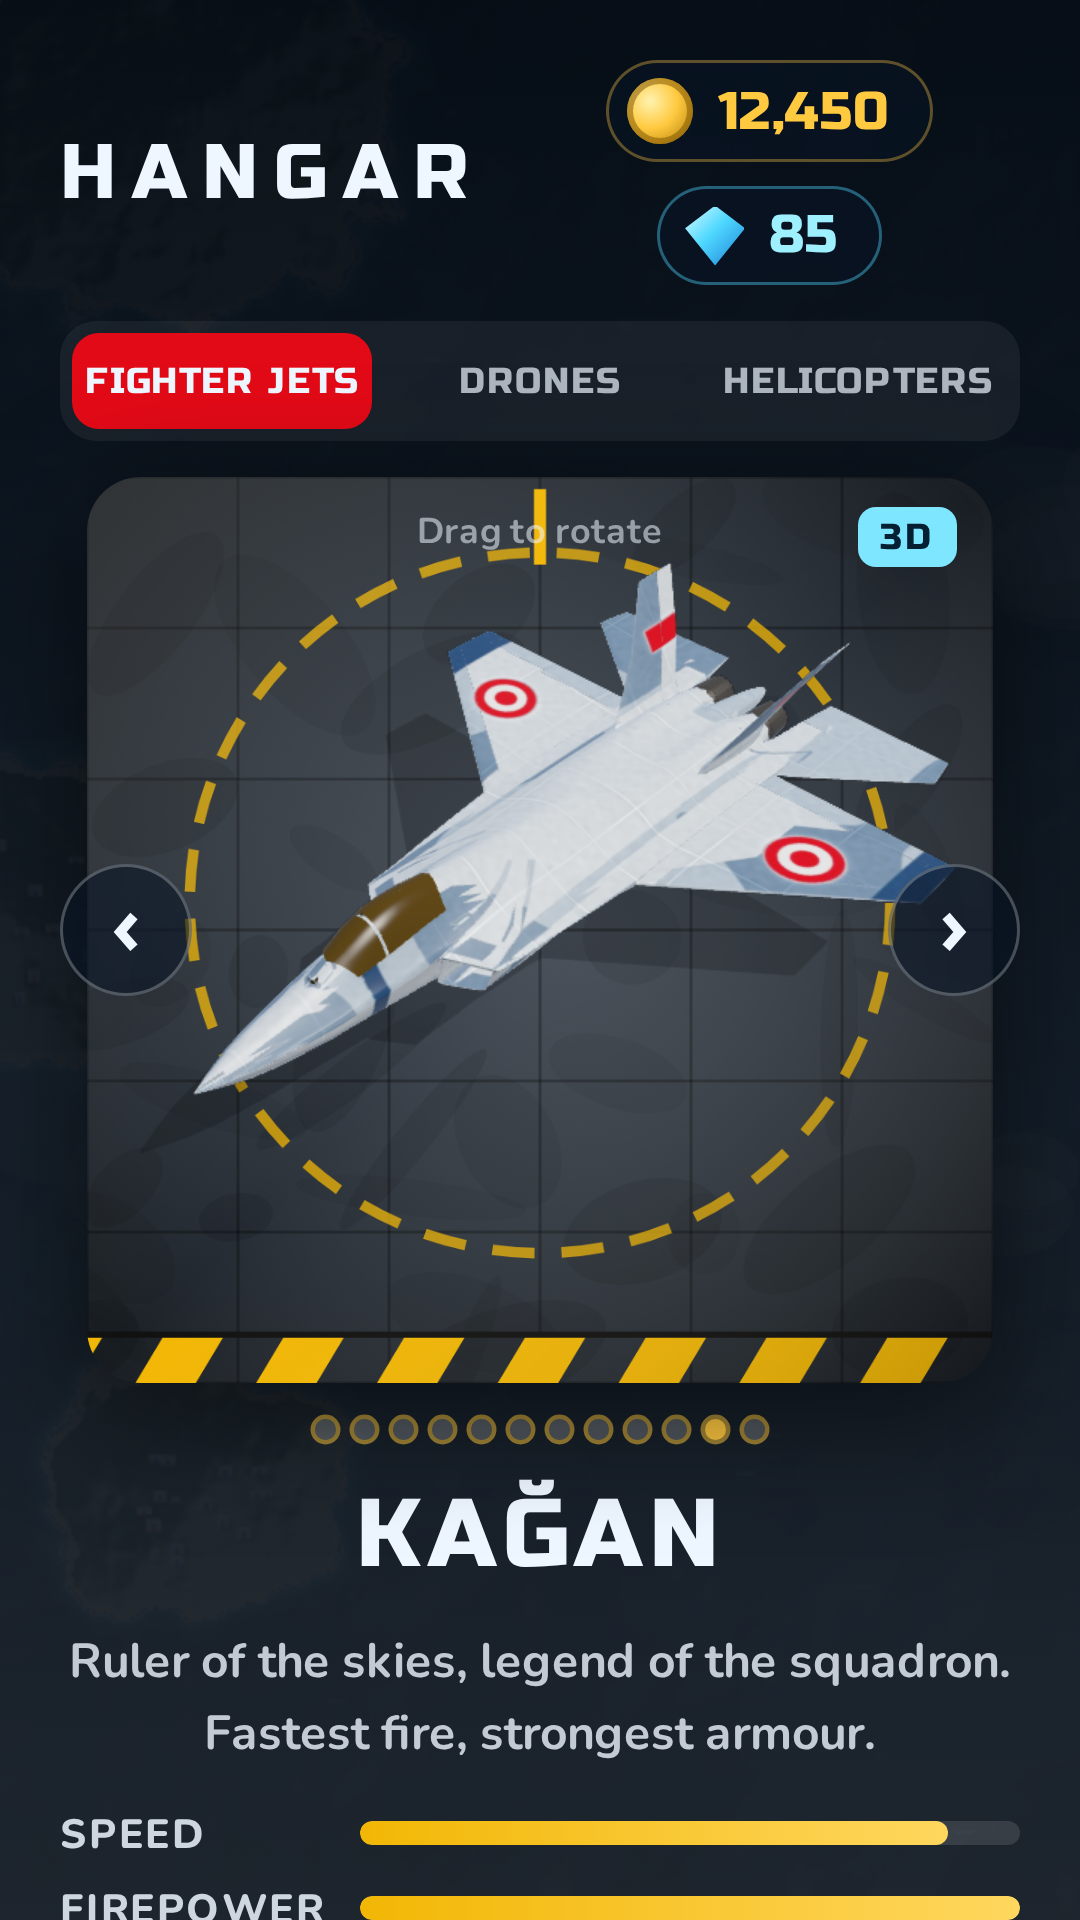 HANGAR
12,450
85
FIGHTER JETS
DRONES
HELICOPTERS
Drag to rotate
3D
KAĞAN
Ruler of the skies, legend of the squadron.
Fastest fire, strongest armour.
SPEED
FIREPOWER